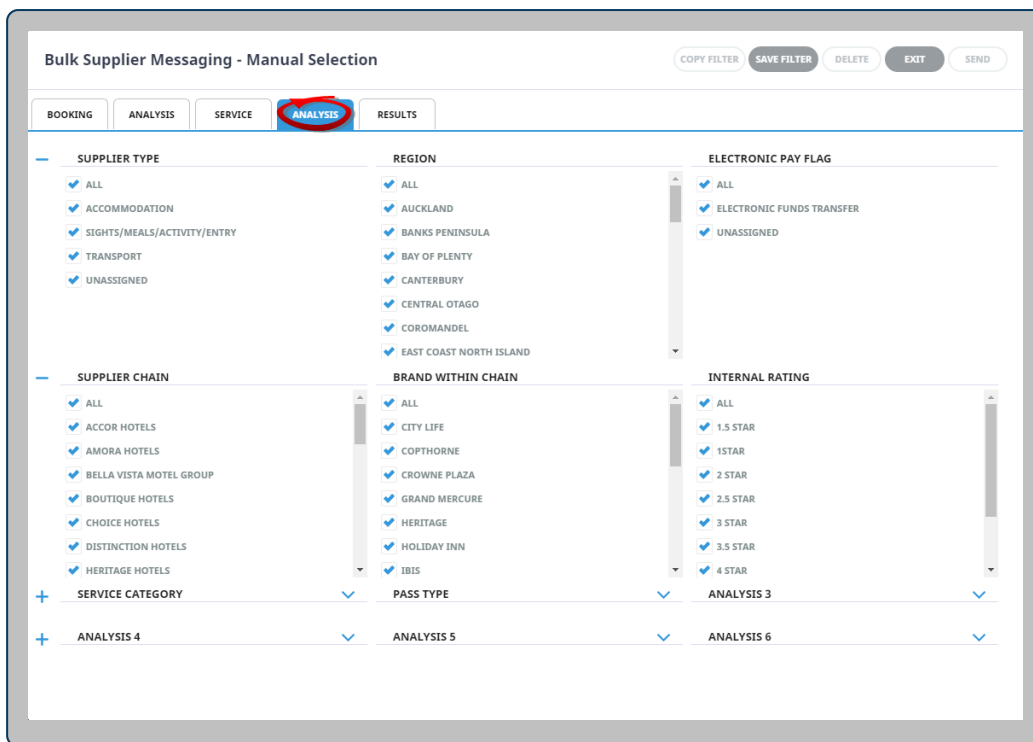 Bulk Supplier Messaging - Manual Selection
COPY FILTER
SAVE FILTER
DELETE
EXIT
SEND
BOOKING
ANALYSIS
SERVICE
ANALYSIS
RESULTS
SUPPLIER TYPE
ALL
ACCOMMODATION
SIGHTS/MEALS/ACTIVITY/ENTRY
TRANSPORT
UNASSIGNED
REGION
ALL
AUCKLAND
BANKS PENINSULA
BAY OF PLENTY
CANTERBURY
CENTRAL OTAGO
COROMANDEL
EAST COAST NORTH ISLAND
ELECTRONIC PAY FLAG
ALL
ELECTRONIC FUNDS TRANSFER
UNASSIGNED
SUPPLIER CHAIN
ALL
ACCOR HOTELS
AMORA HOTELS
BELLA VISTA MOTEL GROUP
BOUTIQUE HOTELS
CHOICE HOTELS
DISTINCTION HOTELS
HERITAGE HOTELS
BRAND WITHIN CHAIN
ALL
CITY LIFE
COPTHORNE
CROWNE PLAZA
GRAND MERCURE
HERITAGE
HOLIDAY INN
IBIS
INTERNAL RATING
ALL
1.5 STAR
1STAR
2 STAR
2.5 STAR
3 STAR
3.5 STAR
4 STAR
SERVICE CATEGORY
PASS TYPE
ANALYSIS 3
ANALYSIS 4
ANALYSIS 5
ANALYSIS 6